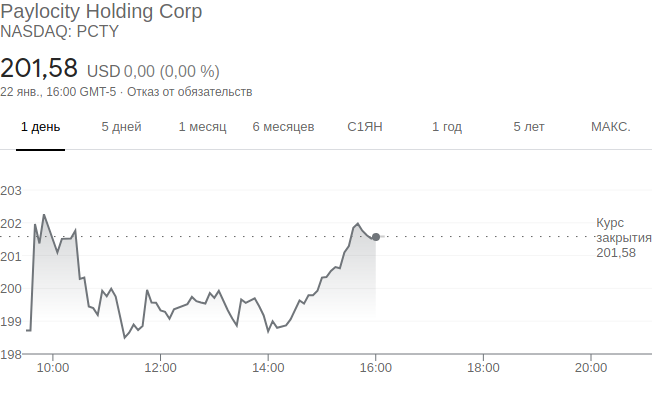 Paylocity Holding Corp
NASDAQ: PCTY
201,58 USD 0,00 (0,00 %)
22 янв., 16:00 GMT-5 · Отказ от обязательств
1 день 5 дней 1 месяц 6 месяцев С1ЯН 1 год 5 лет МАКС.
203
202
201
200
199
198
Курс
закрытия
201,58
10:00 12:00 14:00 16:00 18:00 20:00